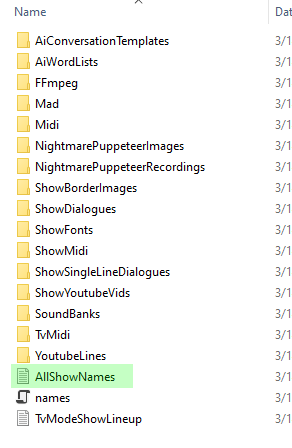 Name Dat
AiConversationTemplates 3/1
AiWordLists 3/1
FFmpeg 3/1
Mad 3/1
Midi 3/1
NightmarePuppeteerImages 3/1
NightmarePuppeteerRecordings 3/1
ShowBorderImages 3/1
ShowDialogues 3/1
ShowFonts 3/1
ShowMidi 3/1
ShowSingleLineDialogues 3/1
ShowYoutubeVids 3/1
SoundBanks 3/1
TvMidi 3/1
YoutubeLines 3/1
AllShowNames 3/1
names 3/1
TvModeShowLineup 3/1